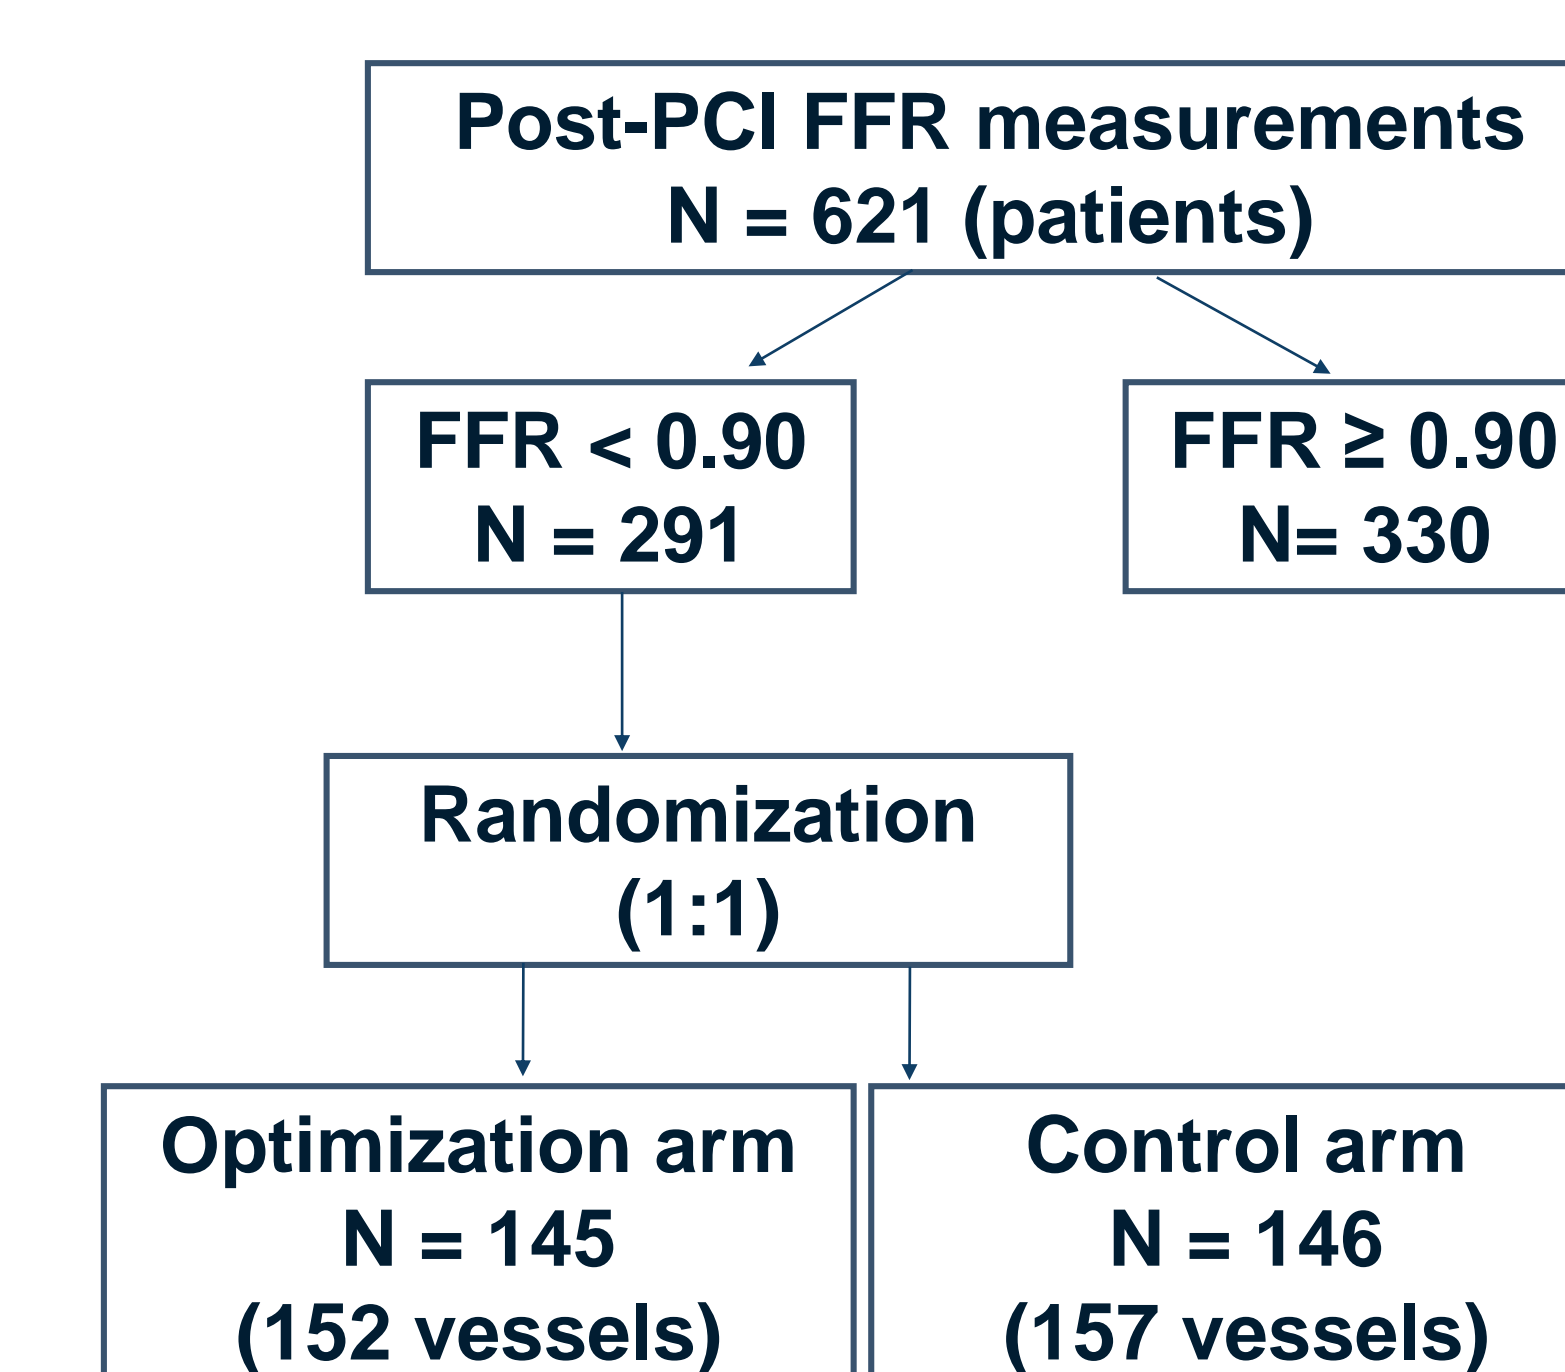 Post-PCI FFR measurements
N = 621 (patients)
FFR < 0.90
N = 291
FFR ≥ 0.90
N= 330
Randomization
(1:1)
Optimization arm
N = 145
(152 vessels)
Control arm
N = 146
(157 vessels)